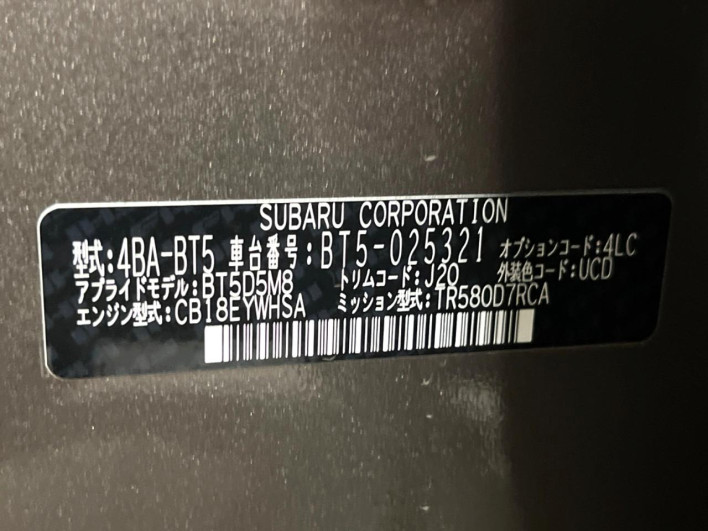 SUBARU CORPORATION
型式:4BA-BT5 車台番号:BT5-025321 オプションコード:4LC
アプライドモデル:BT5D5M8 トリムコード:J20 外装色コード:UCD
エンジン型式:CB18EYWHSA ミッション型式:TR580D7RCA